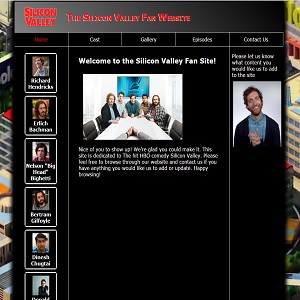 SILICON VALLEY
THE SILICON VALLEY FAN WEBSITE
Home
Cast
Gallery
Episodes
Contact Us
Richard Hendricks
Erlich Bachman
Nelson "Big Head" Bighetti
Bertram Gilfoyle
Dinesh Chugtai
Donald
Welcome to the Silicon Valley Fan Site!
Nice of you to show up! We're glad you could make it. This
site is dedicated to The hit HBO comedy Silicon Valley. Please
feel free to browse through our website and contact us if you
have anything you would like us to add or update. Happy
browsing!
Please let us know
what content you
would like us to add
to the site